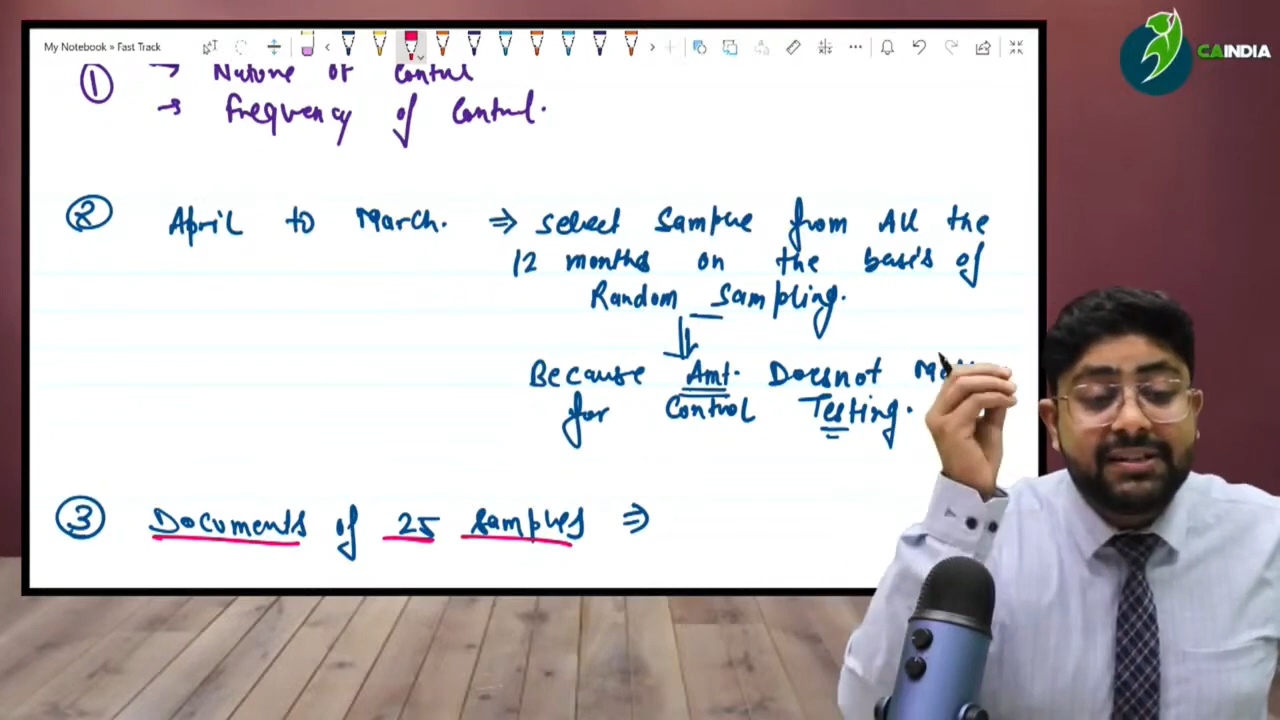 My Notebook » Fast Track
CAINDIA
① → Nature of Control
→ Frequency of Control.
② April to March. ⇒ select Sample from All the
12 months on the basis of
Random Sampling.
Because Amt. Does not
for Control Testing.
③ Documents of 25 samples ⇒